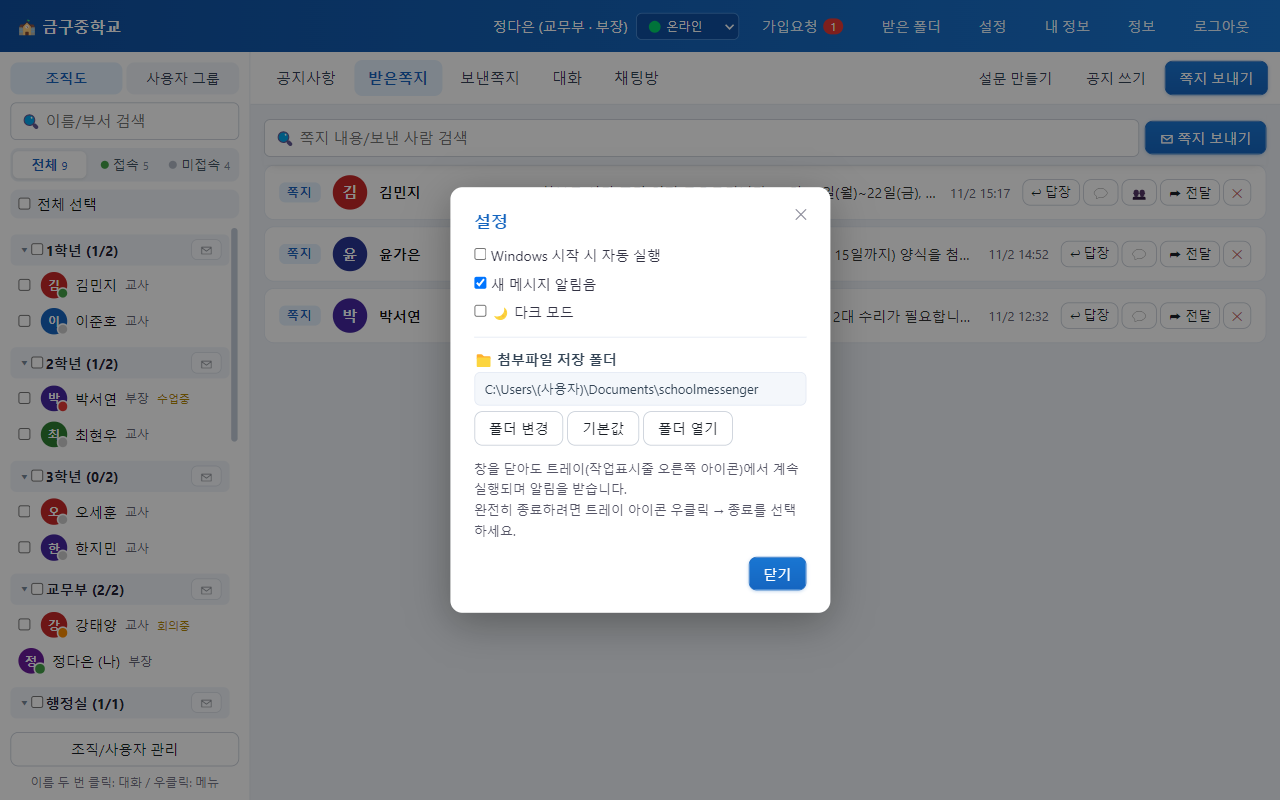 금구중학교
정다은 (교무부 · 부장)
온라인
가입요청 1
받은 폴더
설정
내 정보
정보
로그아웃
조직도
사용자 그룹
이름/부서 검색
전체 9
접속 5
미접속 4
전체 선택
1학년 (1/2)
김 김민지 교사
이 이준호 교사
2학년 (1/2)
박 박서연 부장 수업중
최 최현우 교사
3학년 (0/2)
오 오세훈 교사
한 한지민 교사
교무부 (2/2)
강 강태양 교사 회의중
정 정다은 (나) 부장
행정실 (1/1)
조직/사용자 관리
이름 두 번 클릭: 대화 / 우클릭: 메뉴
공지사항
받은쪽지
보낸쪽지
대화
채팅방
설문 만들기
공지 쓰기
쪽지 보내기
쪽지 내용/보낸 사람 검색
쪽지 보내기
쪽지 김 김민지 일(월)~22일(금), ... 11/2 15:17 답장 전달
쪽지 윤 윤가은 15일까지) 양식을 첨... 11/2 14:52 답장 전달
쪽지 박 박서연 2대 수리가 필요합니... 11/2 12:32 답장 전달
설정
Windows 시작 시 자동 실행
새 메시지 알림음
다크 모드
첨부파일 저장 폴더
C:\Users\(사용자)\Documents\schoolmessenger
폴더 변경
기본값
폴더 열기
창을 닫아도 트레이(작업표시줄 오른쪽 아이콘)에서 계속
실행되며 알림을 받습니다.
완전히 종료하려면 트레이 아이콘 우클릭 → 종료를 선택
하세요.
닫기